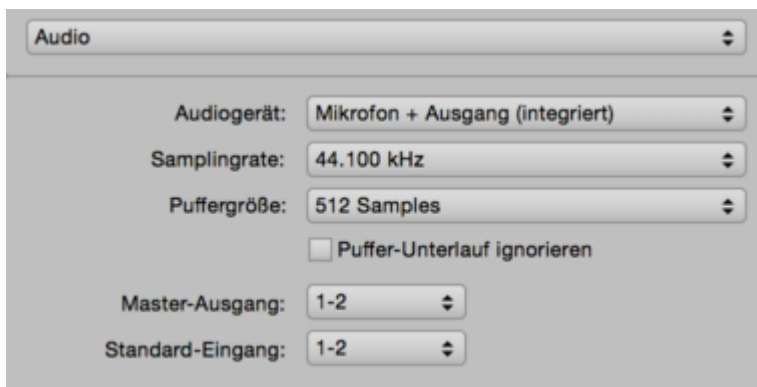 Audio
Audiogerät: Mikrofon + Ausgang (integriert)
Samplingrate: 44.100 kHz
Puffergröße: 512 Samples
Puffer-Unterlauf ignorieren
Master-Ausgang: 1-2
Standard-Eingang: 1-2